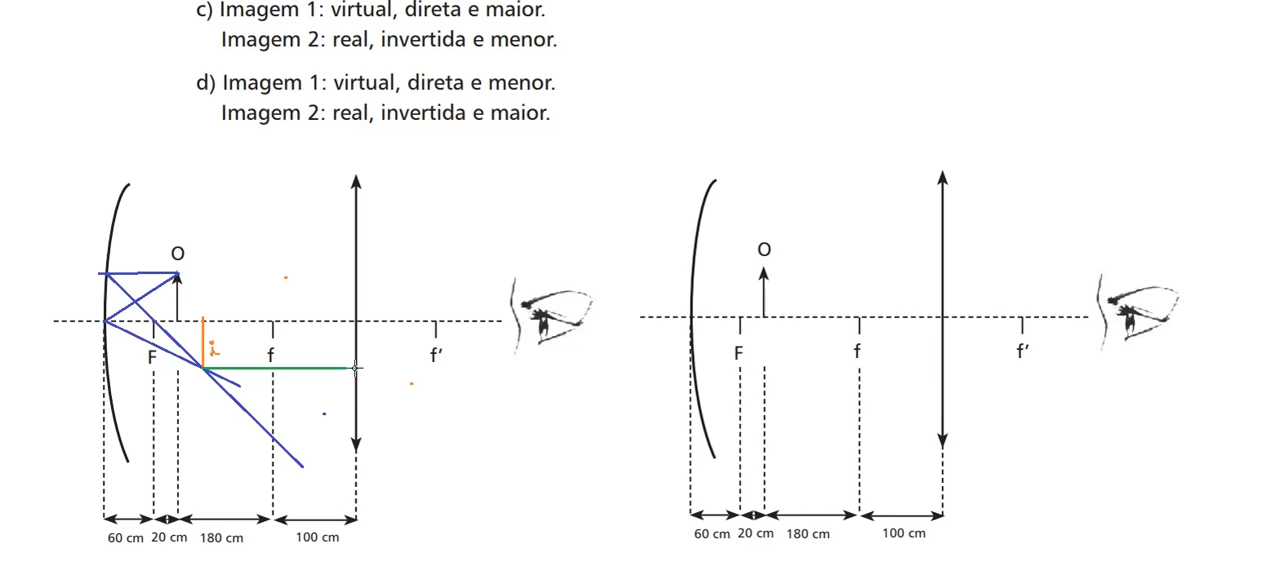 c) Imagem 1: virtual, direta e maior.
Imagem 2: real, invertida e menor.
d) Imagem 1: virtual, direta e menor.
Imagem 2: real, invertida e maior.
O
F
i
f
f'
60 cm 20 cm 180 cm 100 cm
O
F
f
f'
60 cm 20 cm 180 cm 100 cm